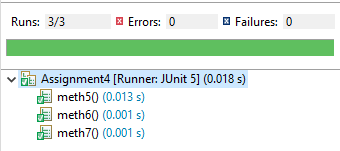 Runs: 3/3 Errors: 0 Failures: 0
Assignment4 [Runner: JUnit 5] (0.018 s)
meth5() (0.013 s)
meth6() (0.001 s)
meth7() (0.001 s)